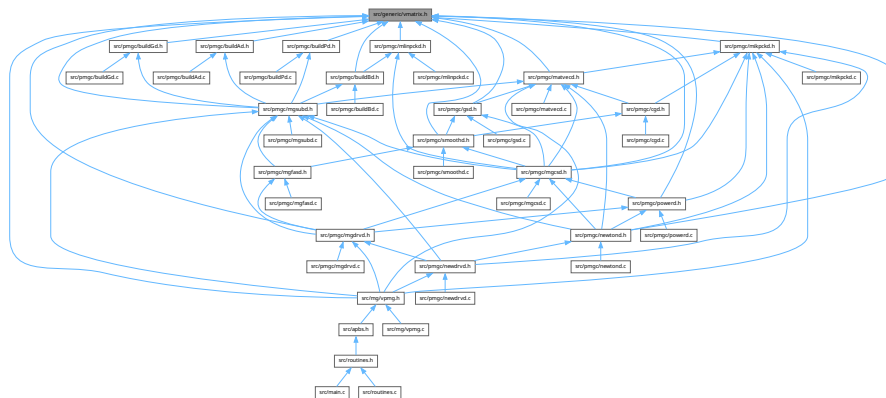 src/generic/vmatrix.h
src/pmgc/buildGd.h
src/pmgc/buildAd.h
src/pmgc/buildPd.h
src/pmgc/mlinpckd.h
src/pmgc/mikpckd.h
src/pmgc/buildGd.c
src/pmgc/buildAd.c
src/pmgc/buildPd.c
src/pmgc/buildBd.h
src/pmgc/mlinpckd.c
src/pmgc/matvecd.h
src/pmgc/mikpckd.c
src/pmgc/mgsubd.h
src/pmgc/buildBd.c
src/pmgc/gsd.h
src/pmgc/matvecd.c
src/pmgc/cgd.h
src/pmgc/mgsubd.c
src/pmgc/smoothd.h
src/pmgc/gsd.c
src/pmgc/cgd.c
src/pmgc/mgfasd.h
src/pmgc/smoothd.c
src/pmgc/mgcsd.h
src/pmgc/mgfasd.c
src/pmgc/mgcsd.c
src/pmgc/powerd.h
src/pmgc/mgdrvd.h
src/pmgc/newtond.h
src/pmgc/powerd.c
src/pmgc/mgdrvd.c
src/pmgc/newdrvd.h
src/pmgc/newtond.c
src/mg/vpmg.h
src/pmgc/newdrvd.c
src/apbs.h
src/mg/vpmg.c
src/routines.h
src/main.c
src/routines.c